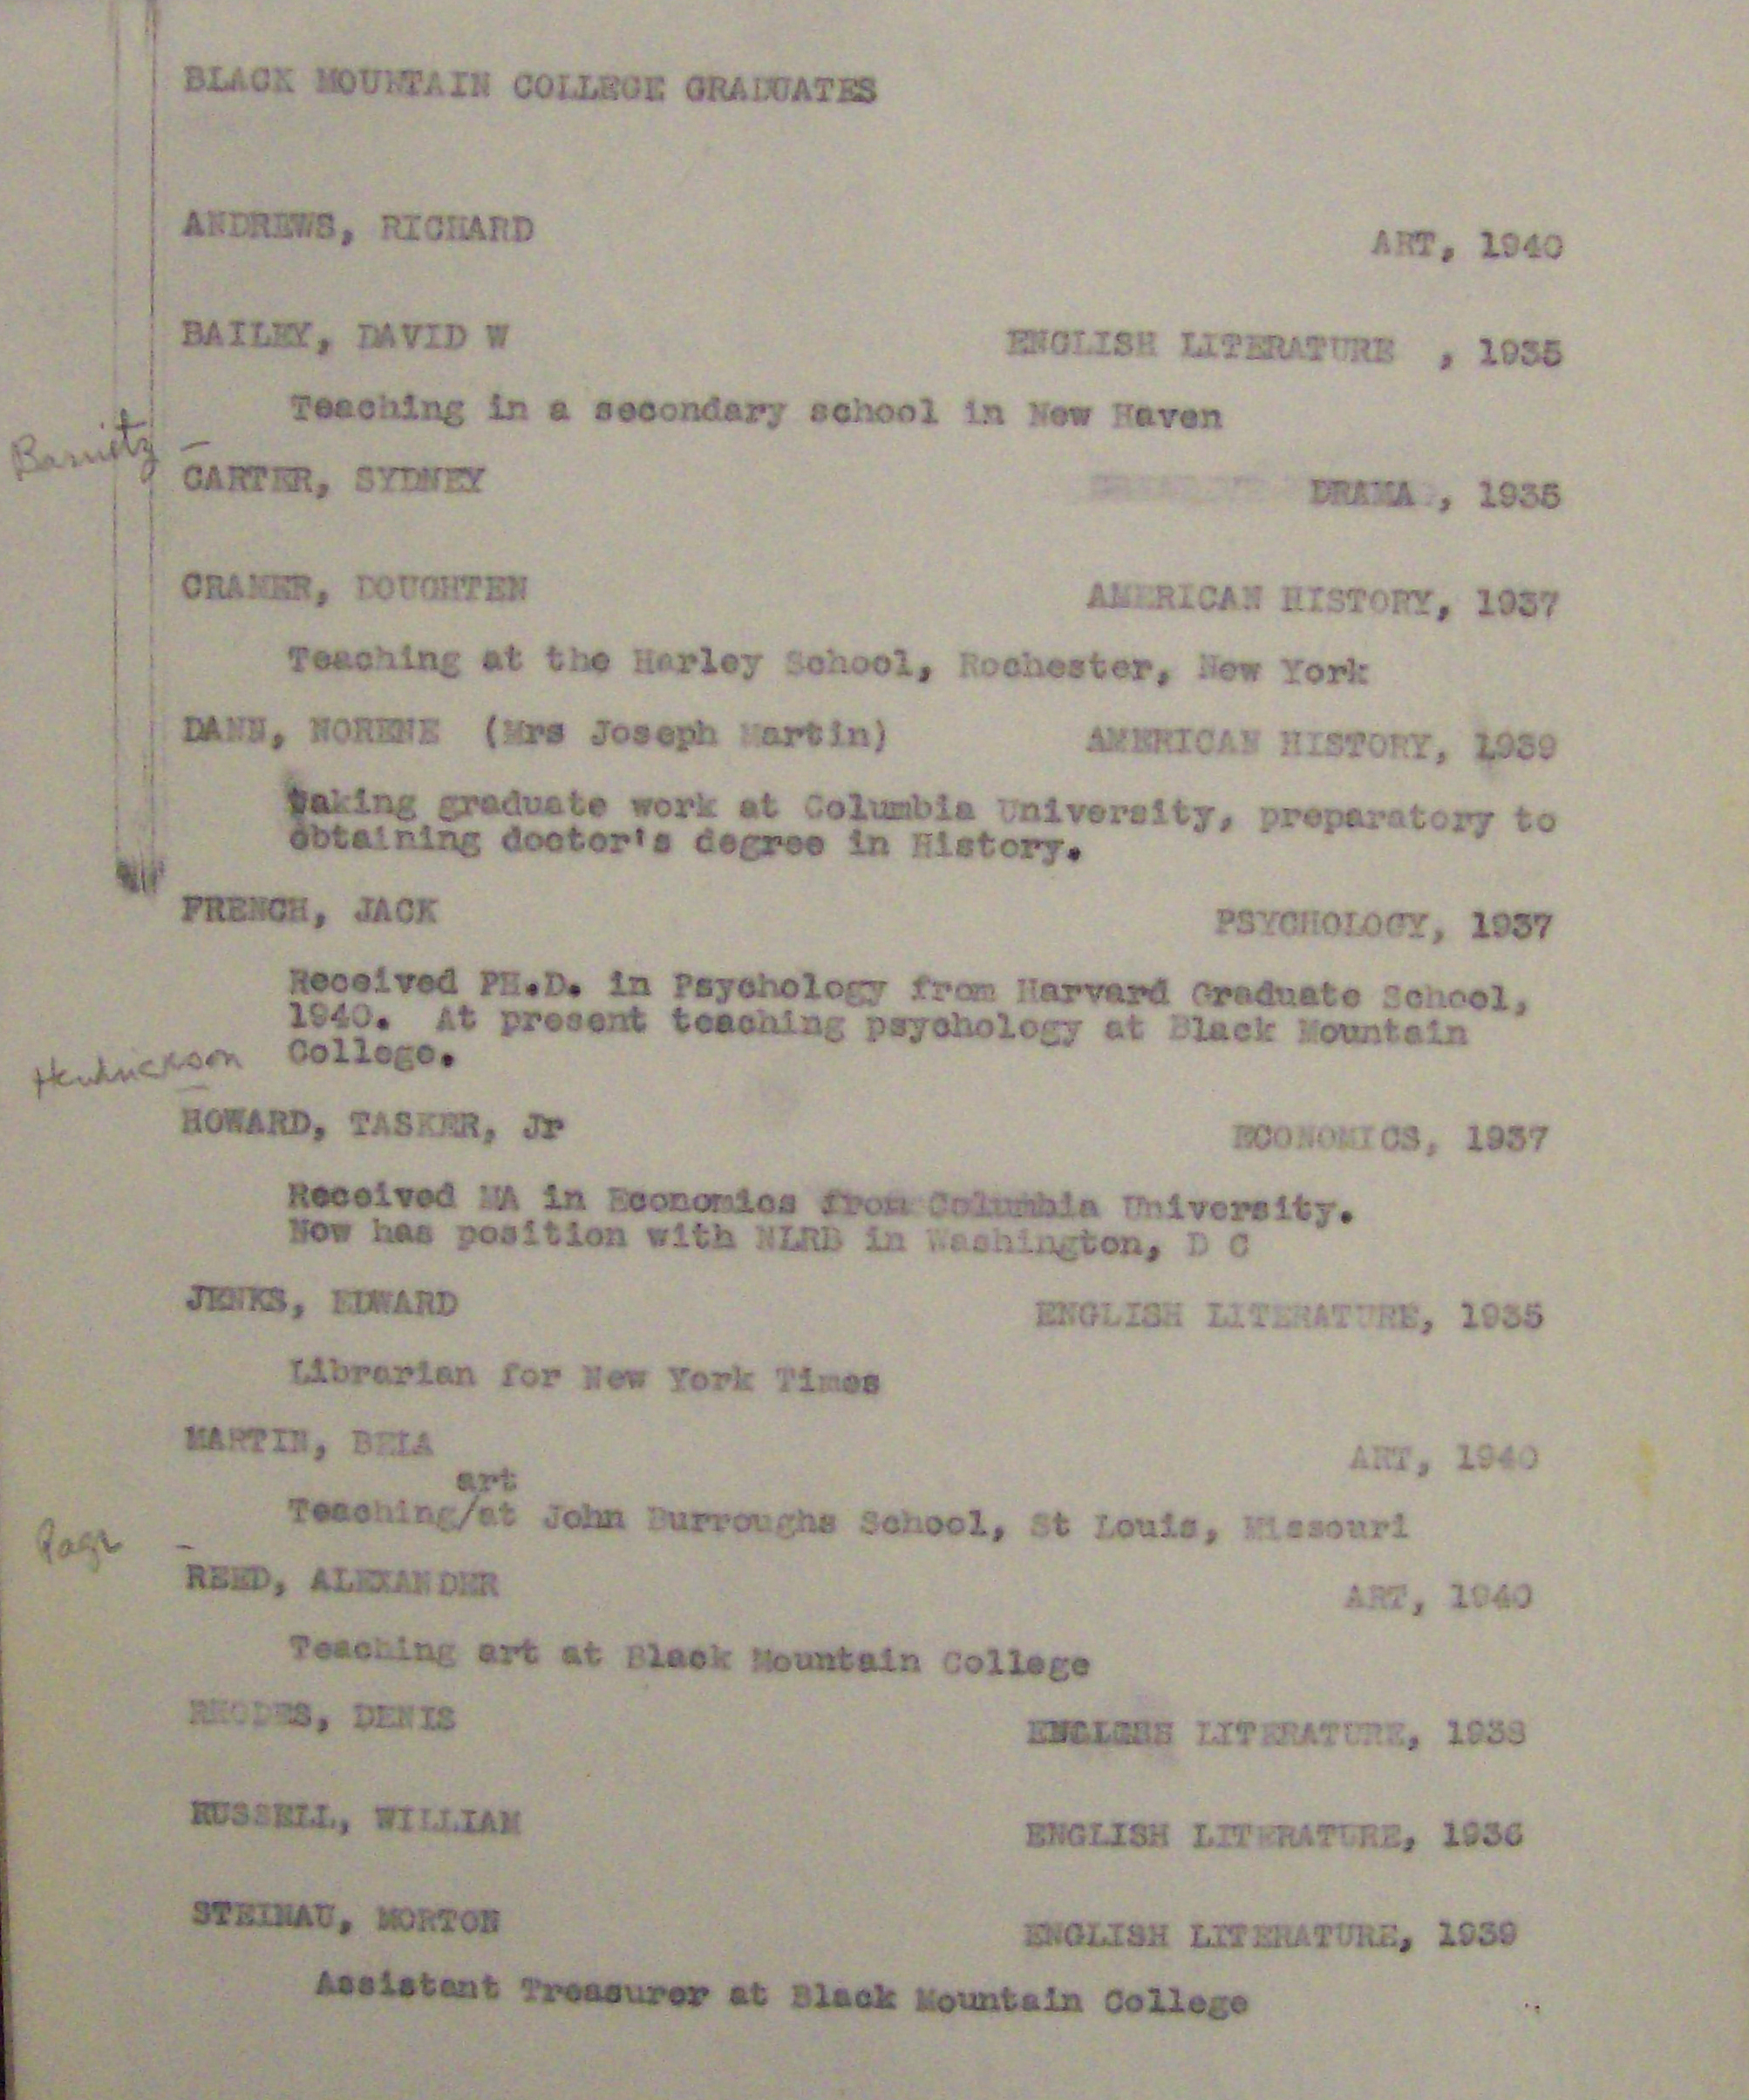 BLACK MOUNTAIN COLLEGE GRADUATES
ANDREWS, RICHARD ART, 1940
BAILEY, DAVID W ENGLISH LITERATURE , 1935
Teaching in a secondary school in New Haven
Barnitz
CARTER, SYDNEY DRAMA , 1935
CRAMER, DOUGHTEN AMERICAN HISTORY, 1937
Teaching at the Harley School, Rochester, New York
DANN, NORENE (Mrs Joseph Martin) AMERICAN HISTORY, 1939
taking graduate work at Columbia University, preparatory to
obtaining doctor's degree in History.
FRENCH, JACK PSYCHOLOGY, 1937
Received PH.D. in Psychology from Harvard Graduate School,
1940. At present teaching psychology at Black Mountain
College.
Hendrickson
HOWARD, TASKER, Jr ECONOMICS, 1937
Received MA in Economics from Columbia University.
Now has position with NLRB in Washington, D C
JENKS, EDWARD ENGLISH LITERATURE, 1935
Librarian for New York Times
MARTIN, BELA ART, 1940
art
Teaching/at John Burroughs School, St Louis, Missouri
REED, ALEXANDER ART, 1940
Teaching art at Black Mountain College
RHODES, DENIS LITERATURE, 1938
RUSSELL, WILLIAM ENGLISH LITERATURE, 1936
STEINAU, MORTON ENGLISH LITERATURE, 1939
Assistant Treasurer at Black Mountain College